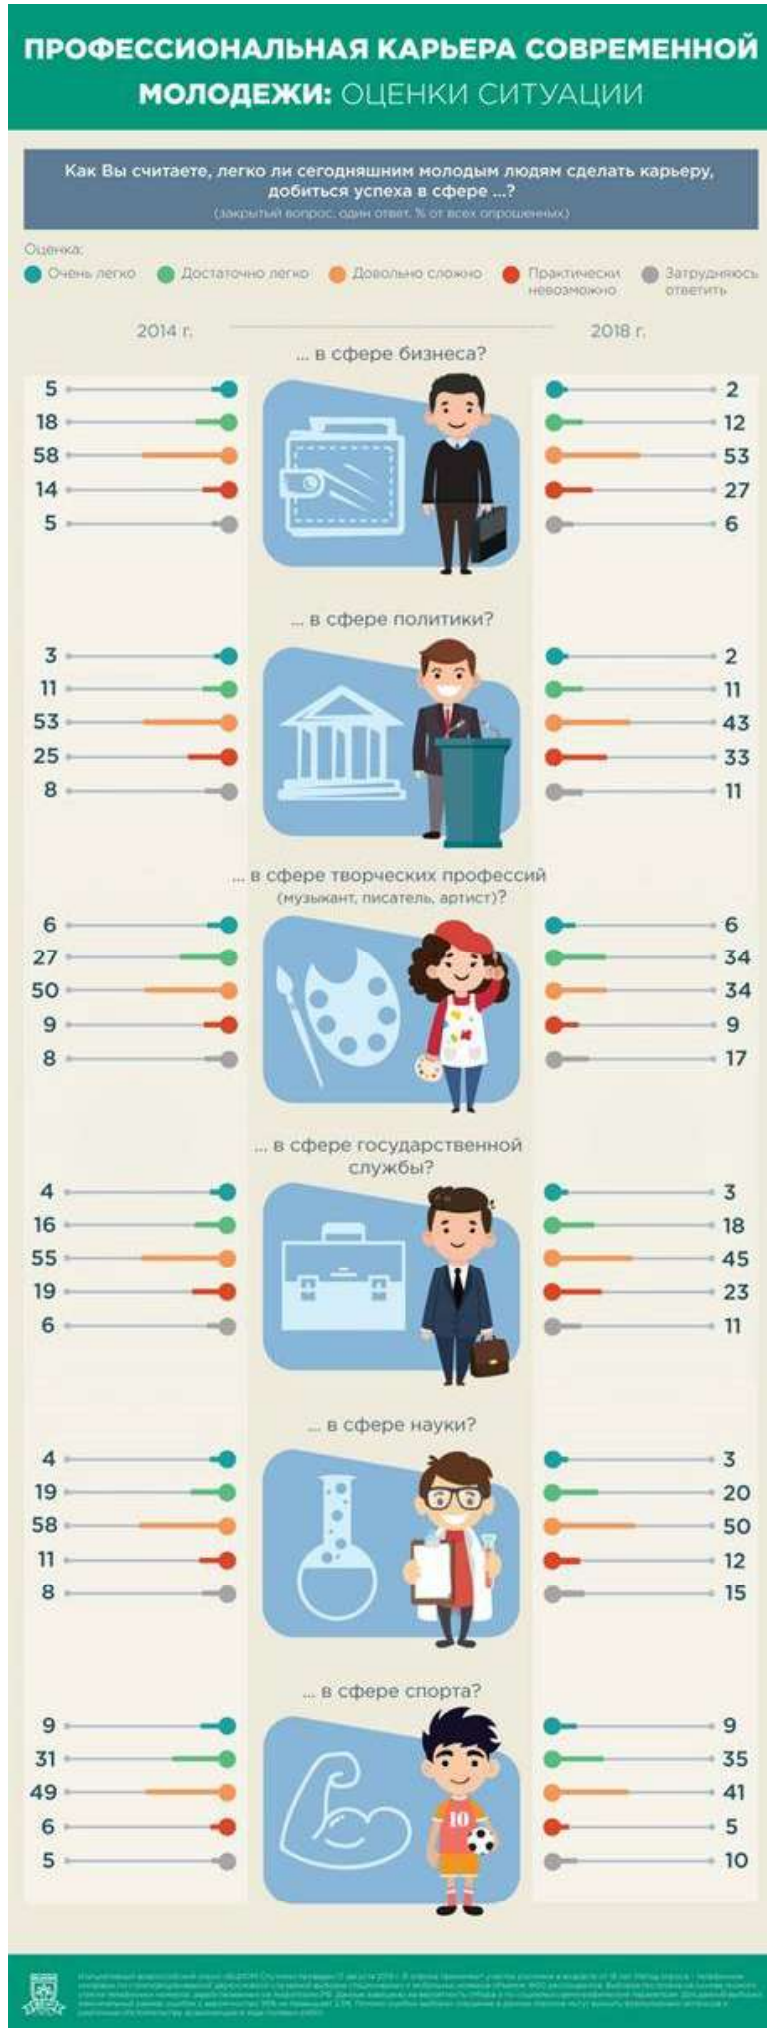 ПРОФЕССИОНАЛЬНАЯ КАРЬЕРА СОВРЕМЕННОЙ
МОЛОДЕЖИ: ОЦЕНКИ СИТУАЦИИ
Как Вы считаете, легко ли сегодняшним молодым людям сделать карьеру,
добиться успеха в сфере ...?
(закрытый вопрос, один ответ, % от всех опрошенных)
Оценка:
Очень легко Достаточно легко Довольно сложно Практически невозможно Затрудняюсь ответить
2014 г. 2018 г.
... в сфере бизнеса?
5 2
18 12
58 53
14 27
5 6
... в сфере политики?
3 2
11 11
53 43
25 33
8 11
... в сфере творческих профессий
(музыкант, писатель, артист)?
6 6
27 34
50 34
9 9
8 17
... в сфере государственной
службы?
4 3
16 18
55 45
19 23
6 11
... в сфере науки?
4 3
19 20
58 50
11 12
8 15
... в сфере спорта?
9 9
31 35
49 41
10
6 5
5 10